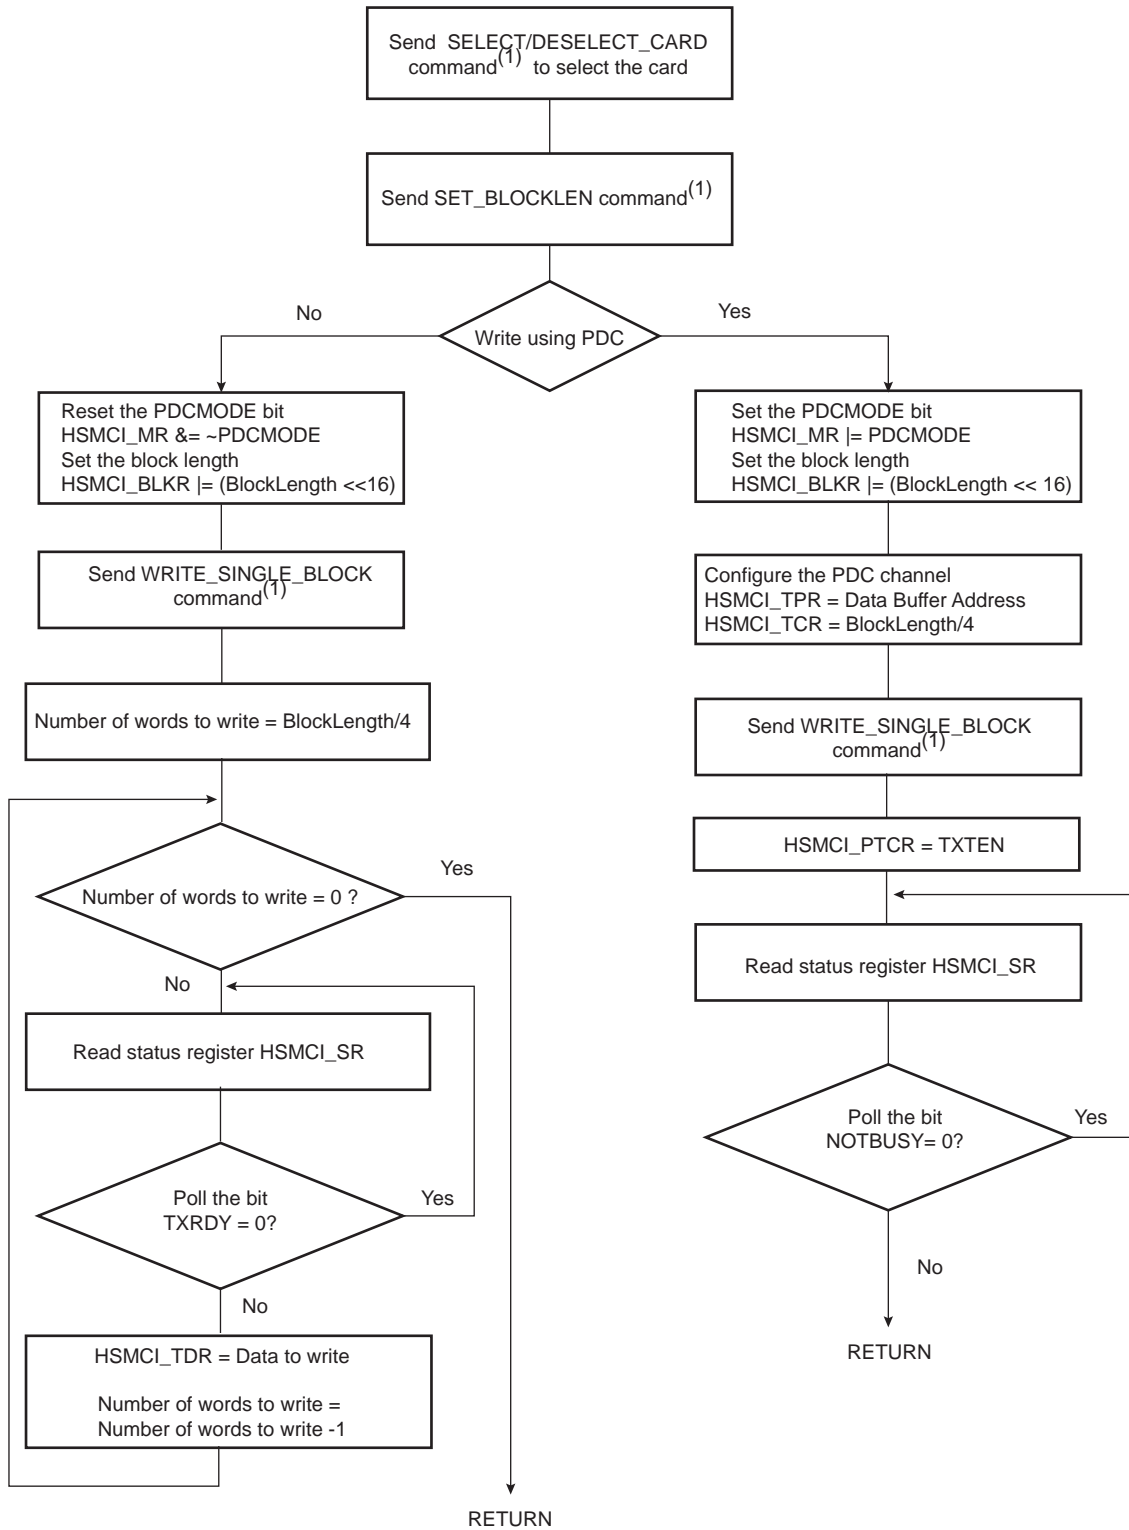 Send SELECT/DESELECT_CARD
command(1) to select the card
Send SET_BLOCKLEN command(1)
Write using PDC
No
Yes
Reset the PDCMODE bit
HSMCI_MR &= ~PDCMODE
Set the block length
HSMCI_BLKR |= (BlockLength <<16)
Send WRITE_SINGLE_BLOCK
command(1)
Number of words to write = BlockLength/4
Number of words to write = 0 ?
Yes
No
Read status register HSMCI_SR
Poll the bit
TXRDY = 0?
Yes
No
HSMCI_TDR = Data to write
Number of words to write =
Number of words to write -1
RETURN
Set the PDCMODE bit
HSMCI_MR |= PDCMODE
Set the block length
HSMCI_BLKR |= (BlockLength << 16)
Configure the PDC channel
HSMCI_TPR = Data Buffer Address
HSMCI_TCR = BlockLength/4
Send WRITE_SINGLE_BLOCK
command(1)
HSMCI_PTCR = TXTEN
Read status register HSMCI_SR
Poll the bit
NOTBUSY= 0?
Yes
No
RETURN